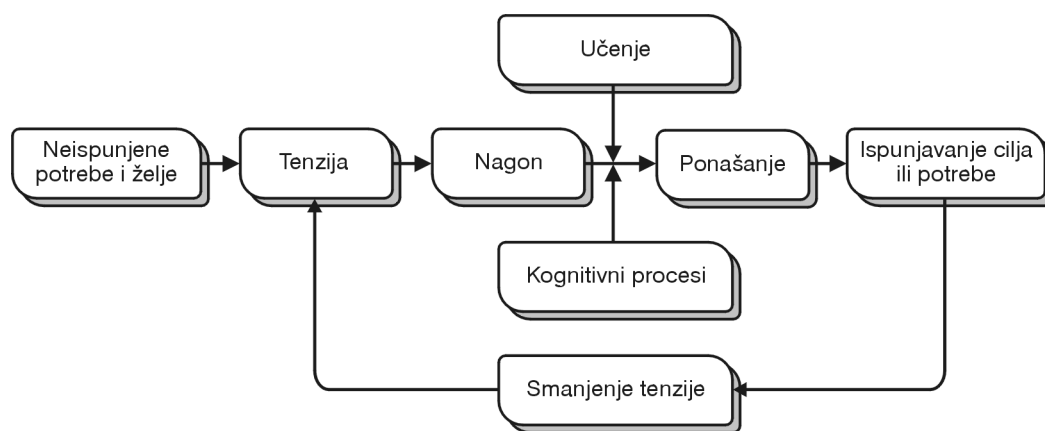 Učenje
Neispunjene
potrebe i želje
Tenzija
Nagon
Ponašanje
Ispunjavanje cilja
ili potrebe
Kognitivni procesi
Smanjenje tenzije